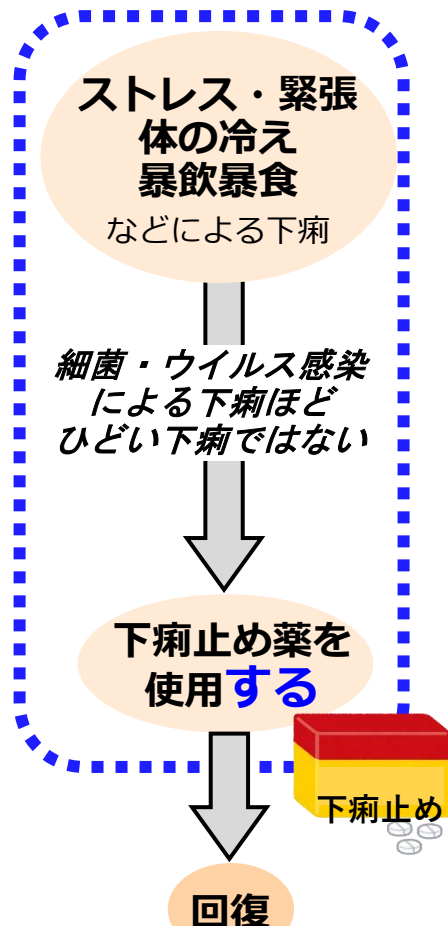 ストレス・緊張
体の冷え
暴飲暴食
などによる下痢
細菌・ウイルス感染
による下痢ほど
ひどい下痢ではない
下痢止め薬を
使用する
下痢止め
回復